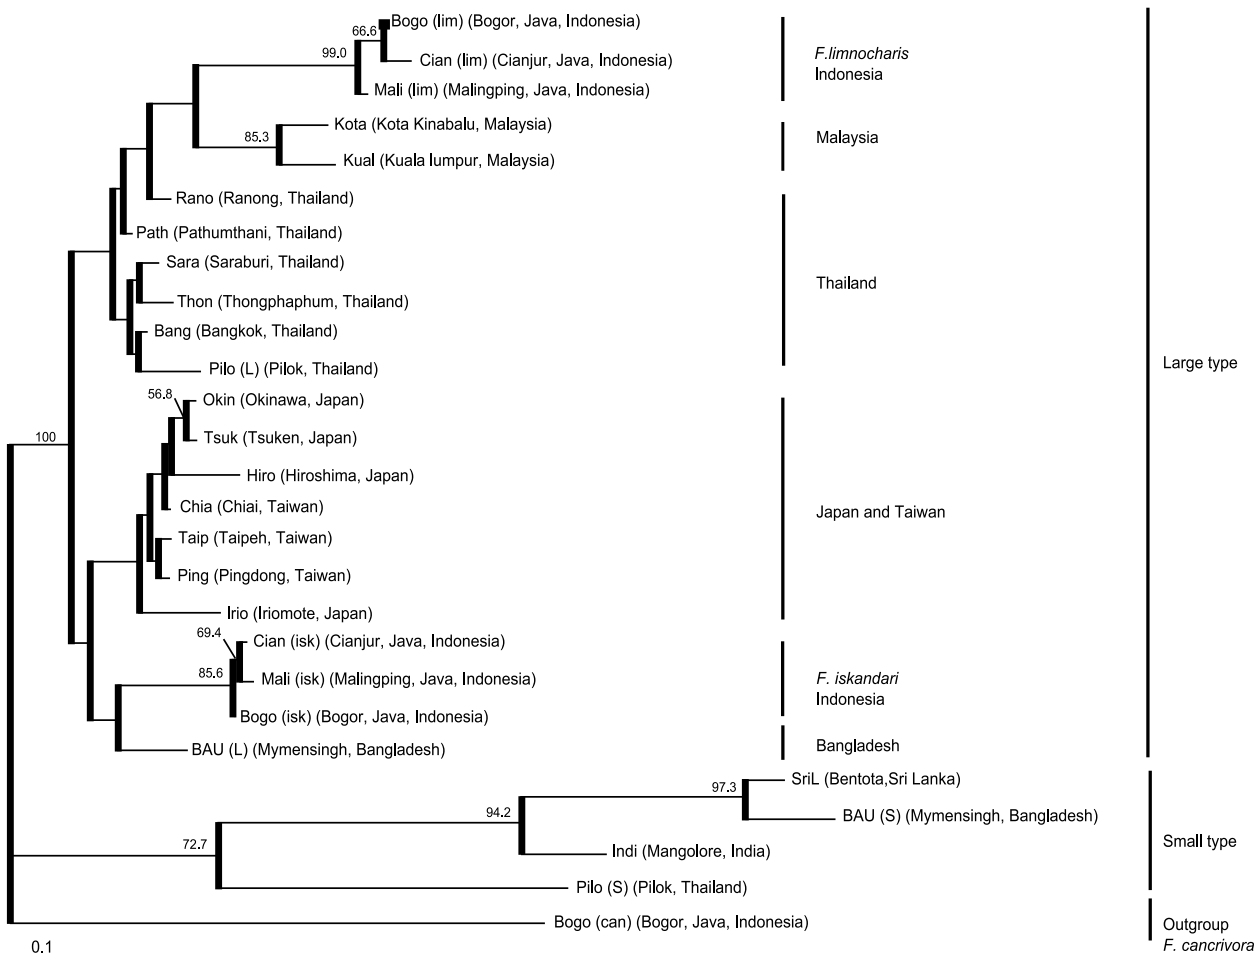 Bogo (lim) (Bogor, Java, Indonesia)
66.6
99.0
Cian (lim) (Cianjur, Java, Indonesia)
Mali (lim) (Malingping, Java, Indonesia)
F.limnocharis
Indonesia
Kota (Kota Kinabalu, Malaysia)
85.3
Kual (Kuala lumpur, Malaysia)
Malaysia
Rano (Ranong, Thailand)
Path (Pathumthani, Thailand)
Sara (Saraburi, Thailand)
Thon (Thongphaphum, Thailand)
Bang (Bangkok, Thailand)
Pilo (L) (Pilok, Thailand)
Thailand
Large type
56.8
Okin (Okinawa, Japan)
Tsuk (Tsuken, Japan)
100
Hiro (Hiroshima, Japan)
Chia (Chiai, Taiwan)
Taip (Taipeh, Taiwan)
Ping (Pingdong, Taiwan)
Irio (Iriomote, Japan)
Japan and Taiwan
69.4
Cian (isk) (Cianjur, Java, Indonesia)
85.6
Mali (isk) (Malingping, Java, Indonesia)
Bogo (isk) (Bogor, Java, Indonesia)
F. iskandari
Indonesia
BAU (L) (Mymensingh, Bangladesh)
Bangladesh
97.3
SriL (Bentota,Sri Lanka)
94.2
BAU (S) (Mymensingh, Bangladesh)
72.7
Indi (Mangolore, India)
Pilo (S) (Pilok, Thailand)
Small type
Bogo (can) (Bogor, Java, Indonesia)
Outgroup
F. cancrivora
0.1